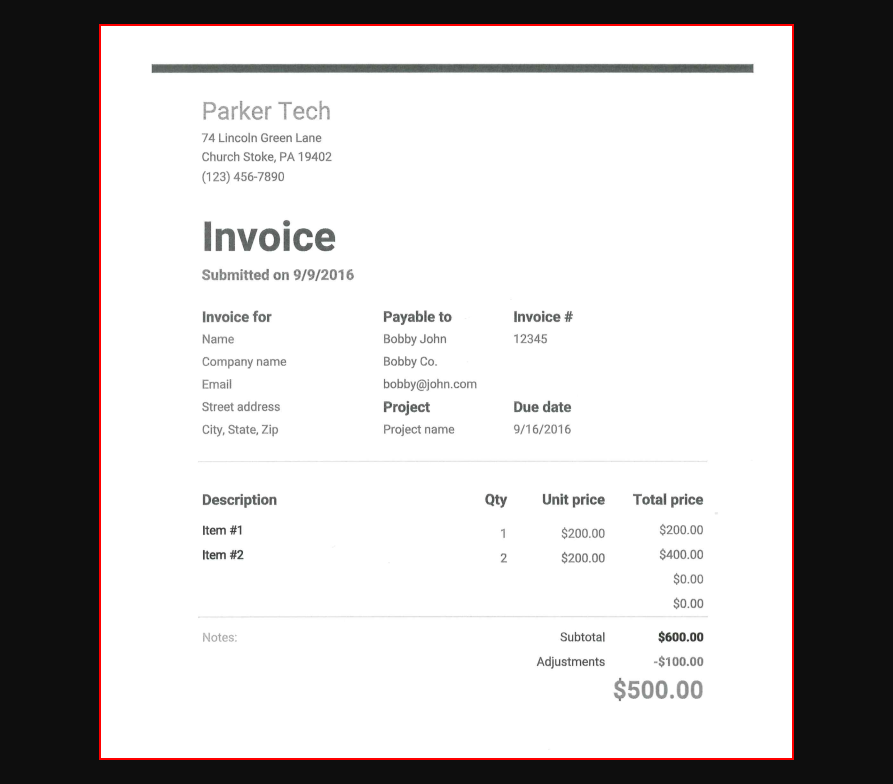 Parker Tech
74 Lincoln Green Lane
Church Stoke, PA 19402
(123) 456-7890
Invoice
Submitted on 9/9/2016
Invoice for Payable to Invoice #
Name Bobby John 12345
Company name Bobby Co.
Email bobby@john.com
Street address Project Due date
City, State, Zip Project name 9/16/2016
Description Qty Unit price Total price
Item #1 1 $200.00 $200.00
Item #2 2 $200.00 $400.00
$0.00
$0.00
Notes: Subtotal $600.00
Adjustments -$100.00
$500.00